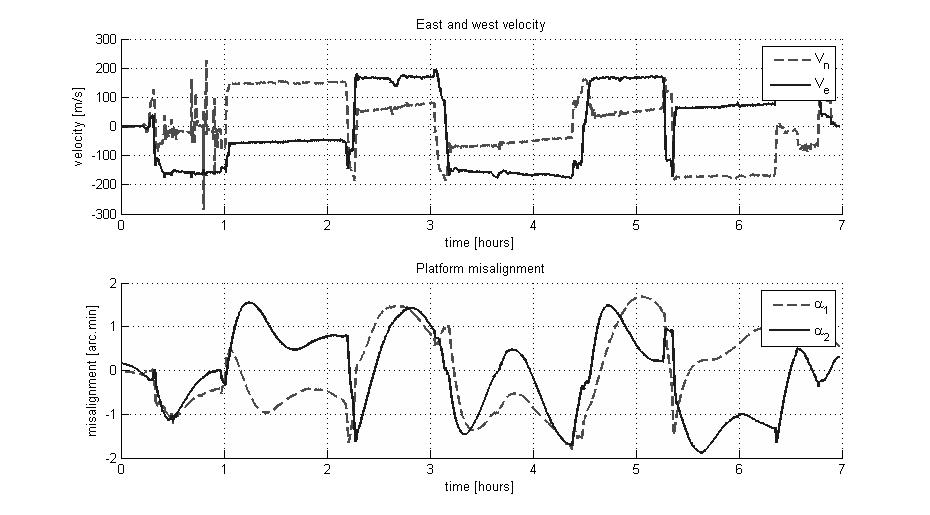 East and west velocity
300
200
100
0
-100
-200
-300
velocity [m/s]
Vn
Ve
0 1 2 3 4 5 6 7
time [hours]
Platform misalignment
2
1
0
-1
-2
misalignment [arc.min]
α1
α2
0 1 2 3 4 5 6 7
time [hours]